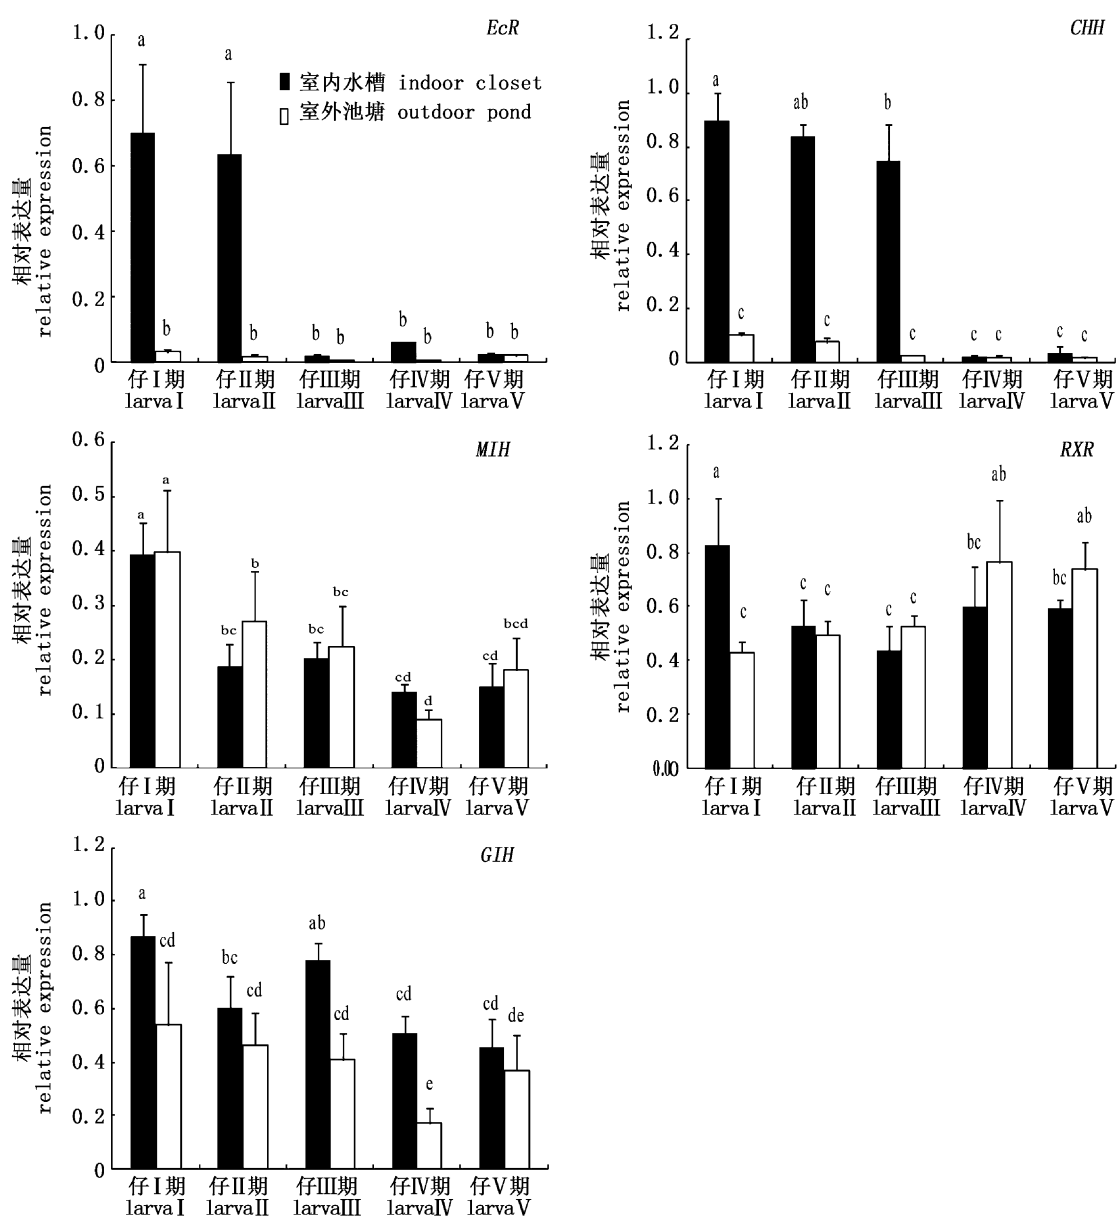 EcR
1.0
0.8
0.6
0.4
0.2
0
相对表达量
relative expression
室内水槽 indoor closet
室外池塘 outdoor pond
a
b
a
b
b
b
b
b
b
b
仔Ⅰ期 仔Ⅱ期 仔Ⅲ期 仔Ⅳ期 仔Ⅴ期
larvaⅠ larvaⅡ larvaⅢ larvaⅣ larvaⅤ
CHH
1.2
1.0
0.8
0.6
0.4
0.2
0
相对表达量
relative expression
a
c
ab
c
b
c
c
c
c
c
仔Ⅰ期 仔Ⅱ期 仔Ⅲ期 仔Ⅳ期 仔Ⅴ期
larvaⅠ larvaⅡ larvaⅢ larvaⅣ larvaⅤ
MIH
0.6
0.5
0.4
0.3
0.2
0.1
0
相对表达量
relative expression
a
a
bc
b
bc
bc
cd
d
cd
bcd
仔Ⅰ期 仔Ⅱ期 仔Ⅲ期 仔Ⅳ期 仔Ⅴ期
larvaⅠ larvaⅡ larvaⅢ larvaⅣ larvaⅤ
RXR
1.2
1.0
0.8
0.6
0.4
0.2
相对表达量
relative expression
a
c
c
c
c
c
bc
ab
bc
ab
仔Ⅰ期 仔Ⅱ期 仔Ⅲ期 仔Ⅳ期 仔Ⅴ期
larvaⅠ larvaⅡ larvaⅢ larvaⅣ larvaⅤ
GIH
1.2
1.0
0.8
0.6
0.4
0.2
0
相对表达量
relative expression
a
cd
bc
cd
ab
cd
cd
e
cd
de
仔Ⅰ期 仔Ⅱ期 仔Ⅲ期 仔Ⅳ期 仔Ⅴ期
larvaⅠ larvaⅡ larvaⅢ larvaⅣ larvaⅤ